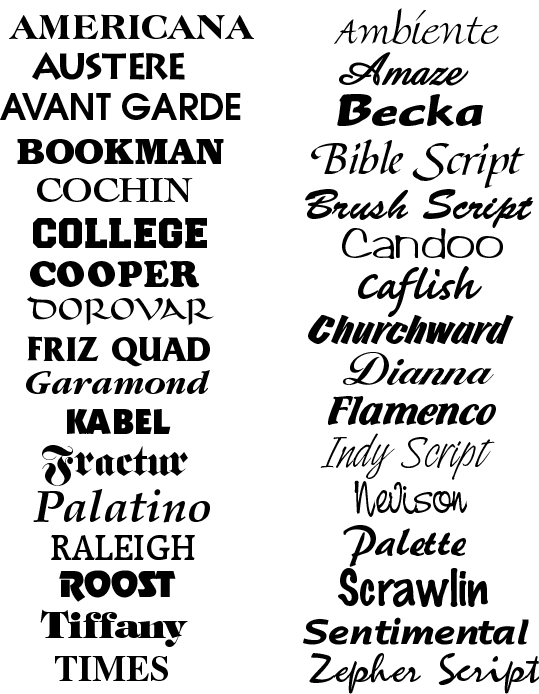 AMERICANA
AUSTERE
AVANT GARDE
BOOKMAN
COCHIN
COLLEGE
COOPER
DOROVAR
FRIZ QUAD
Garamond
KABEL
Fractur
Palatino
RALEIGH
ROOST
Tiffany
TIMES
Ambiente
Amaze
Becka
Bible Script
Brush Script
Candoo
Caflish
Churchward
Dianna
Flamenco
Indy Script
Nevison
Palette
Scrawlin
Sentimental
Zepher Script